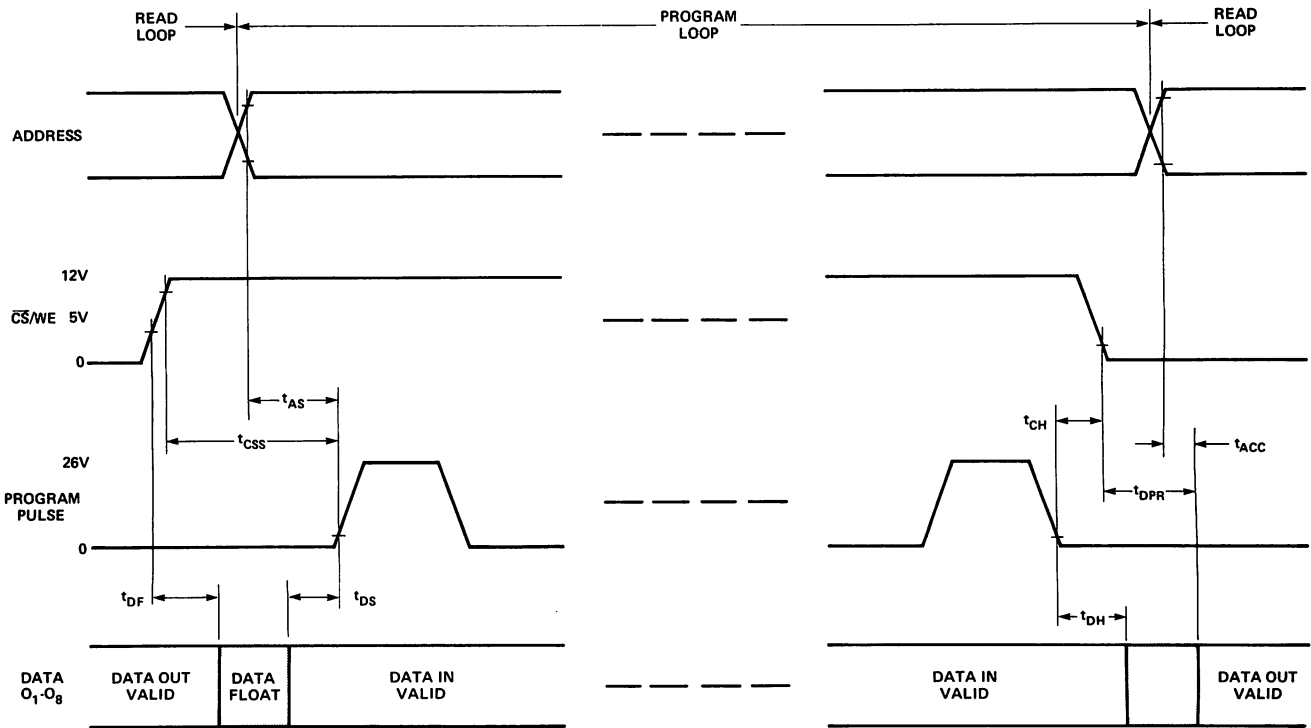 READ
LOOP
PROGRAM
LOOP
READ
LOOP
ADDRESS
12V
CS/WE 5V
0
tAS
tCSS
tCH
tACC
tDPR
26V
PROGRAM
PULSE
0
tDF
tDS
tDH
DATA
O1-O8
DATA OUT
VALID
DATA
FLOAT
DATA IN
VALID
DATA IN
VALID
DATA OUT
VALID